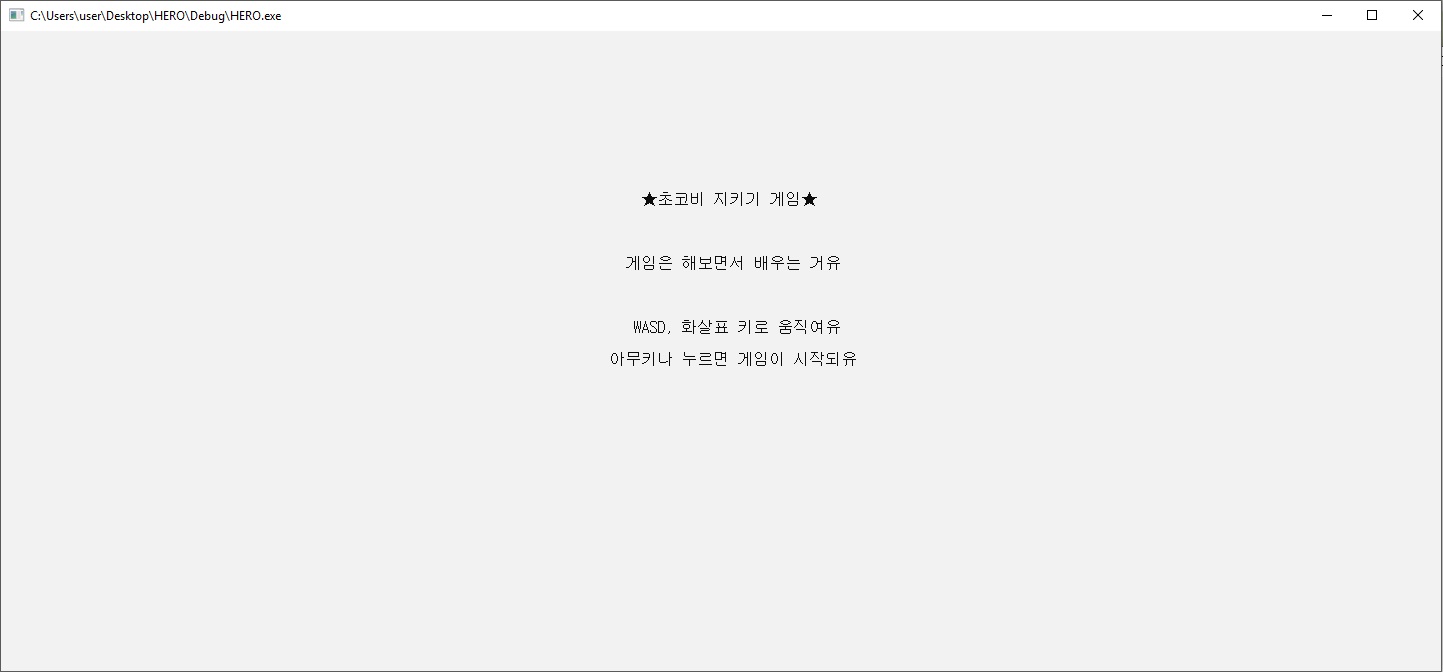 C:\Users\user\Desktop\HERO\Debug\HERO.exe
★초코비 지키기 게임★
게임은 해보면서 배우는 거유
WASD, 화살표 키로 움직여유
아무키나 누르면 게임이 시작되유